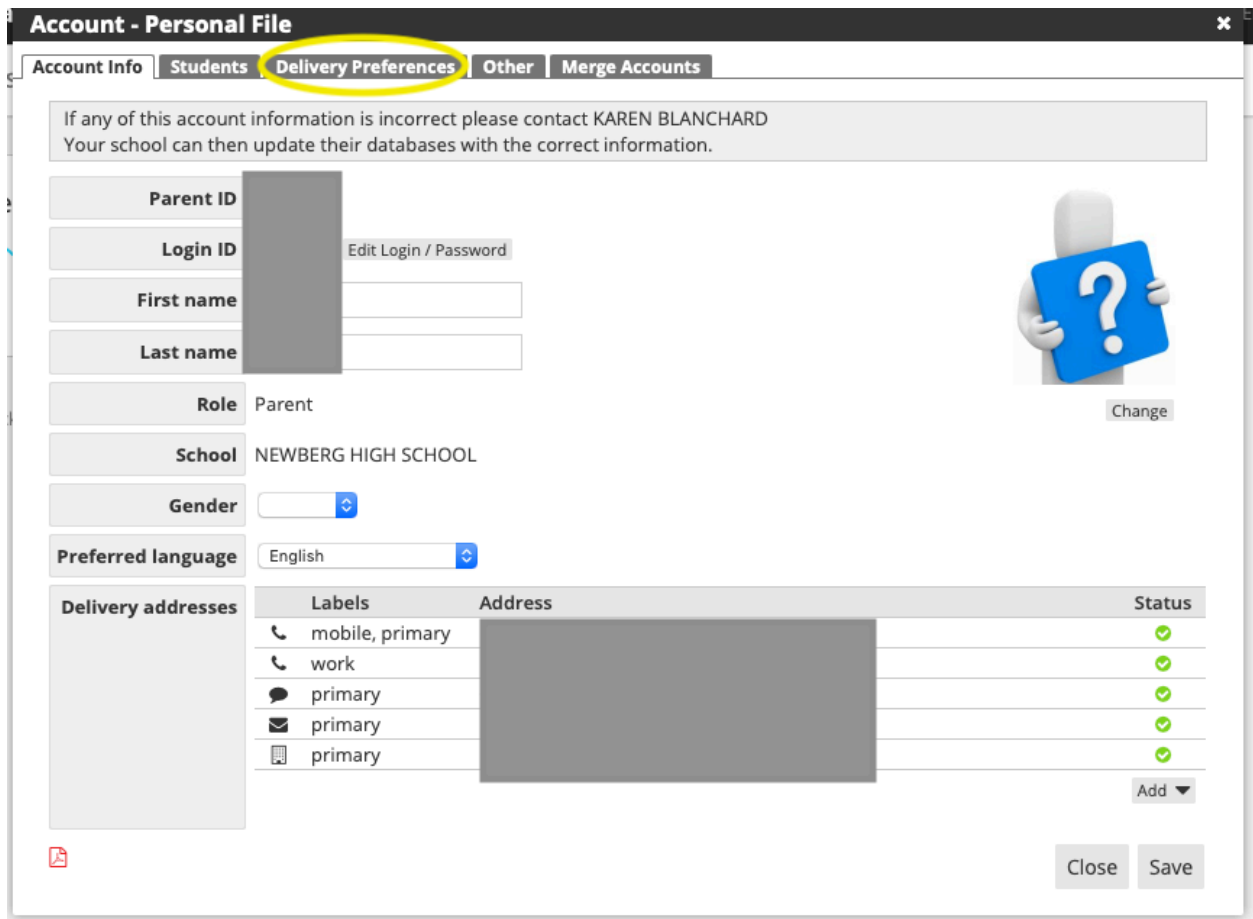 Account - Personal File
Account Info Students Delivery Preferences Other Merge Accounts
If any of this account information is incorrect please contact KAREN BLANCHARD
Your school can then update their databases with the correct information.
Parent ID
Login ID Edit Login / Password
First name
Last name
Role Parent
Change
School NEWBERG HIGH SCHOOL
Gender
Preferred language English
Delivery addresses Labels Address Status
mobile, primary
work
primary
primary
primary
Add
Close Save